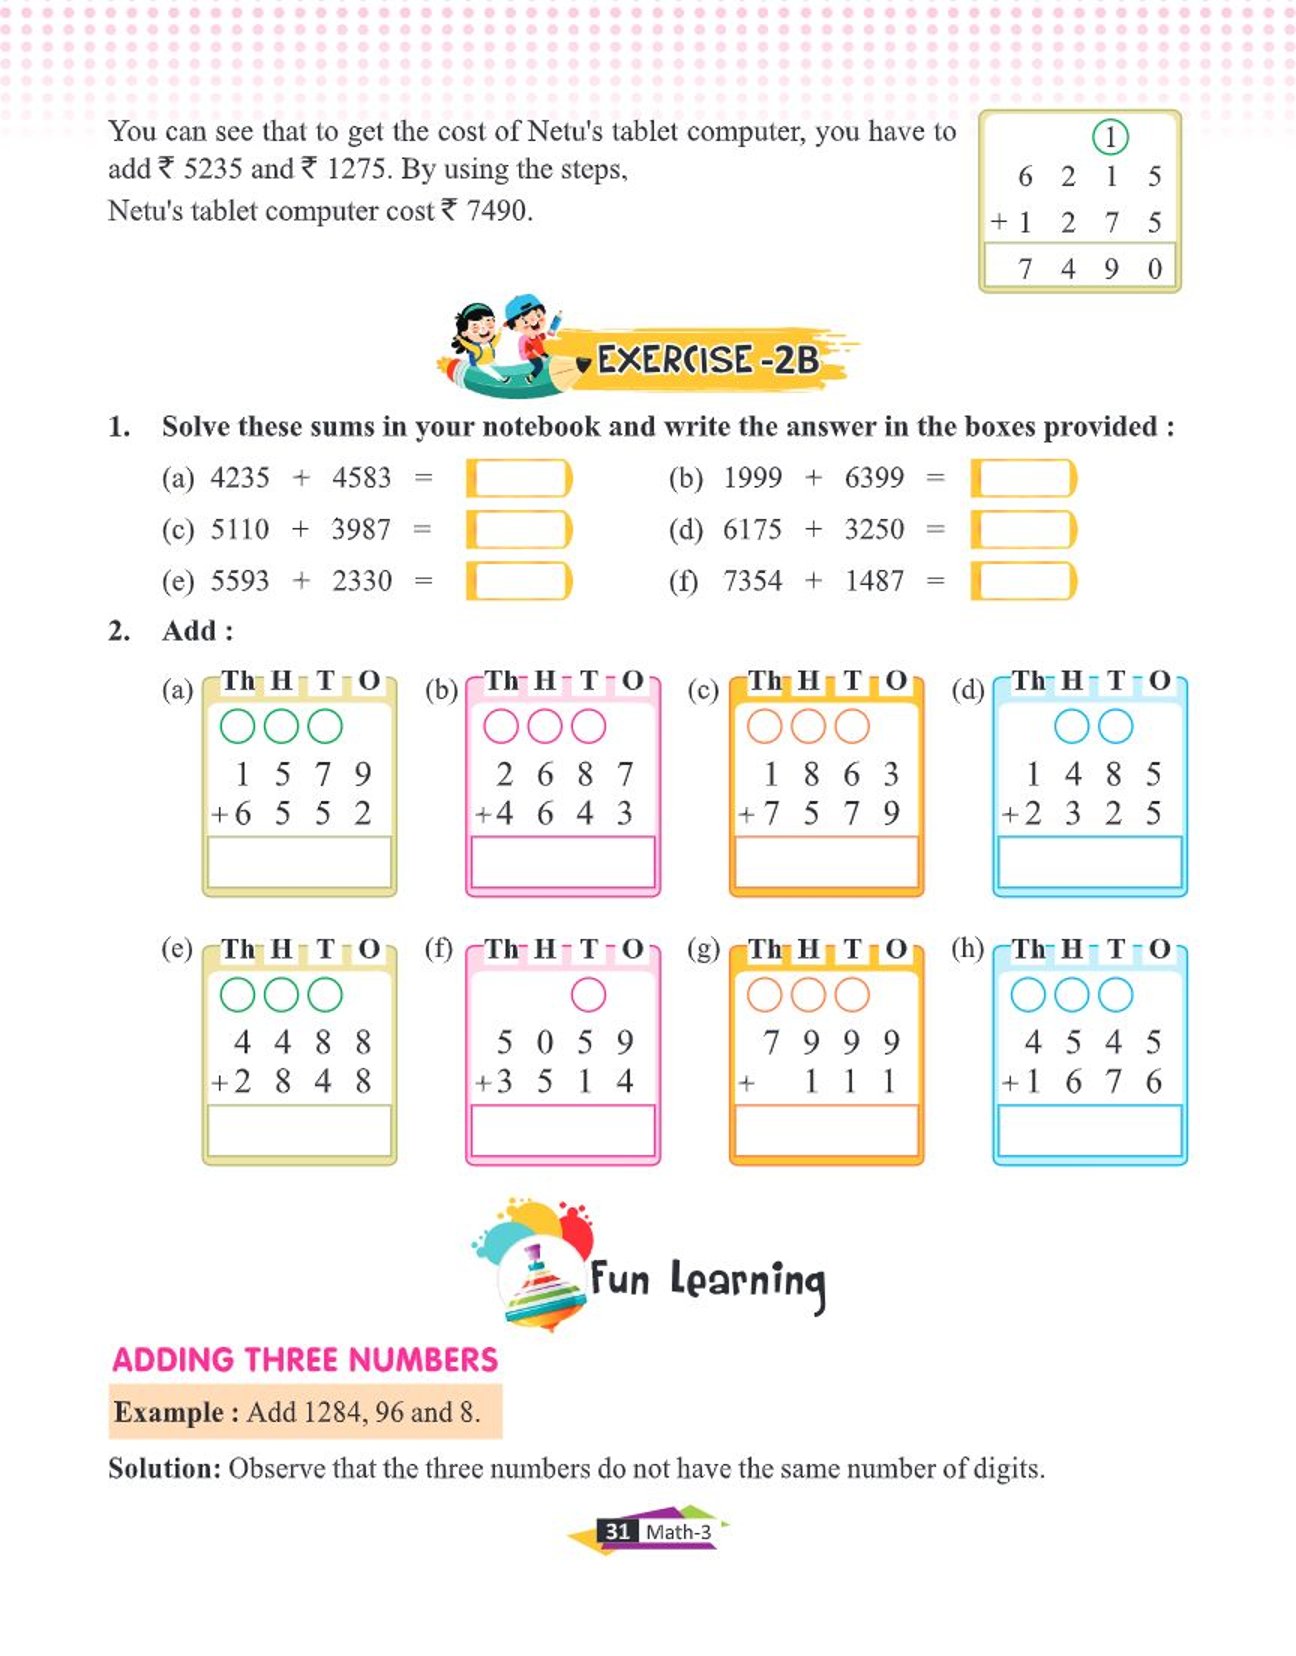 You can see that to get the cost of Netu's tablet computer, you have to
add ₹ 5235 and ₹ 1275. By using the steps,
Netu's tablet computer cost ₹ 7490.
1
6 2 1 5
+ 1 2 7 5
7 4 9 0
EXERCISE -2B
1. Solve these sums in your notebook and write the answer in the boxes provided :
(a) 4235 + 4583 =
(b) 1999 + 6399 =
(c) 5110 + 3987 =
(d) 6175 + 3250 =
(e) 5593 + 2330 =
(f) 7354 + 1487 =
2. Add :
(a) Th H T O
1 5 7 9
+6 5 5 2
(b) Th H T O
2 6 8 7
+4 6 4 3
(c) Th H T O
1 8 6 3
+7 5 7 9
(d) Th H T O
1 4 8 5
+2 3 2 5
(e) Th H T O
4 4 8 8
+2 8 4 8
(f) Th H T O
5 0 5 9
+3 5 1 4
(g) Th H T O
7 9 9 9
+ 1 1 1
(h) Th H T O
4 5 4 5
+1 6 7 6
Fun Learning
ADDING THREE NUMBERS
Example : Add 1284, 96 and 8.
Solution: Observe that the three numbers do not have the same number of digits.
31 Math-3